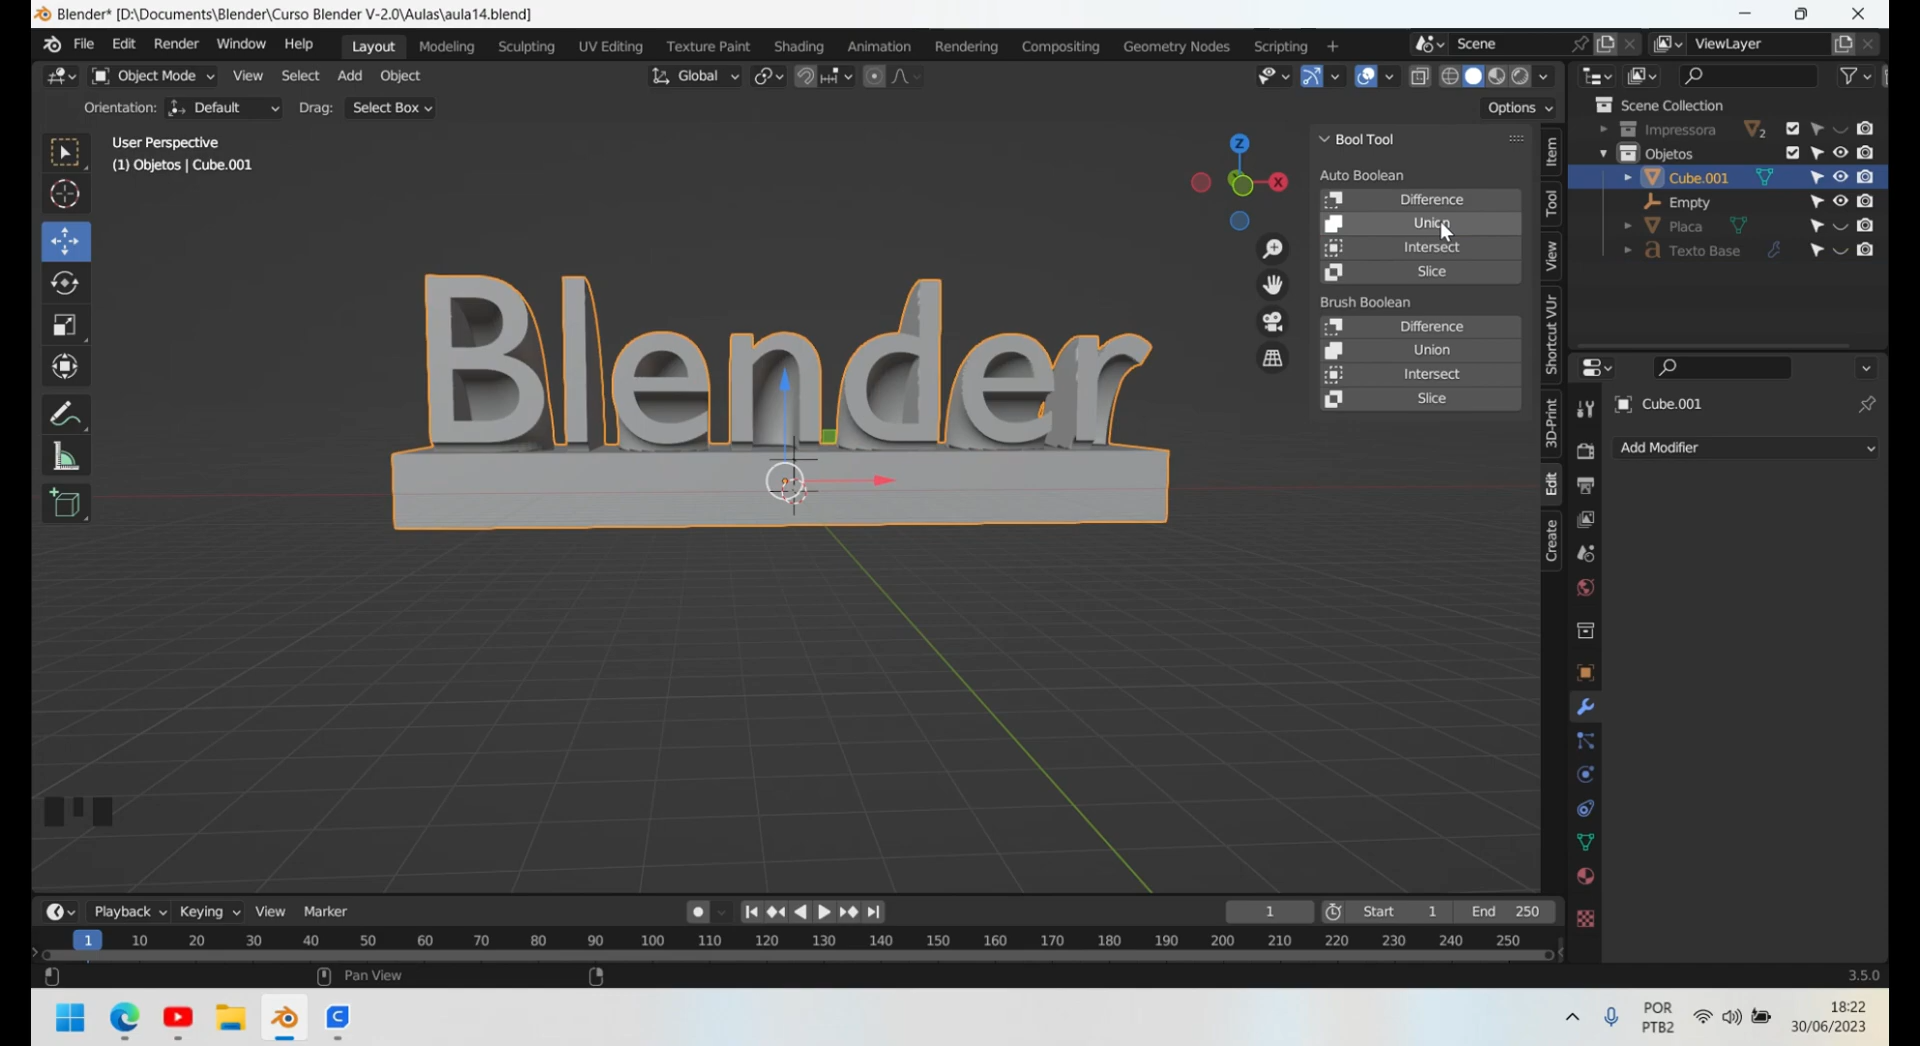 Blender* [D:\Documents\Blender\Curso Blender V-2.0\Aulas\aula14.blend]
File Edit Render Window Help Layout Modeling Sculpting UV Editing Texture Paint Shading Animation Rendering Compositing Geometry Nodes Scripting + Scene ViewLayer
Object Mode View Select Add Object Global
Orientation: Default Drag: Select Box Options
User Perspective
(1) Objetos | Cube.001
Z
X
Bool Tool
Auto Boolean
Difference
Union
Intersect
Slice
Brush Boolean
Difference
Union
Intersect
Slice
Item
Tool
View
Shortcut VUr
3D-Print
Edit
Create
Scene Collection
Impressora 2
Objetos
Cube.001
Empty
Placa
Texto Base
Cube.001
Add Modifier
Blender
Playback Keying View Marker 1 Start 1 End 250
1 10 20 30 40 50 60 70 80 90 100 110 120 130 140 150 160 170 180 190 200 210 220 230 240 250
Pan View 3.5.0
POR
PTB2
18:22
30/06/2023